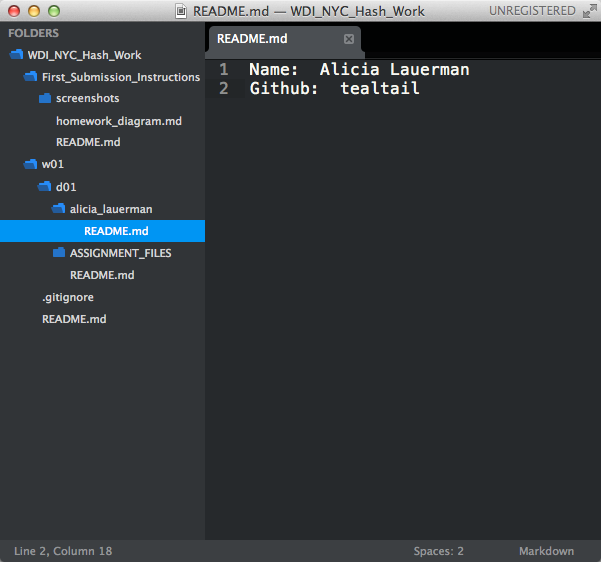 README.md — WDI_NYC_Hash_Work
UNREGISTERED
FOLDERS
WDI_NYC_Hash_Work
First_Submission_Instructions
screenshots
homework_diagram.md
README.md
w01
d01
alicia_lauerman
README.md
ASSIGNMENT_FILES
README.md
.gitignore
README.md
README.md
1 Name:  Alicia Lauerman
2 Github:  tealtail
Line 2, Column 18
Spaces: 2
Markdown